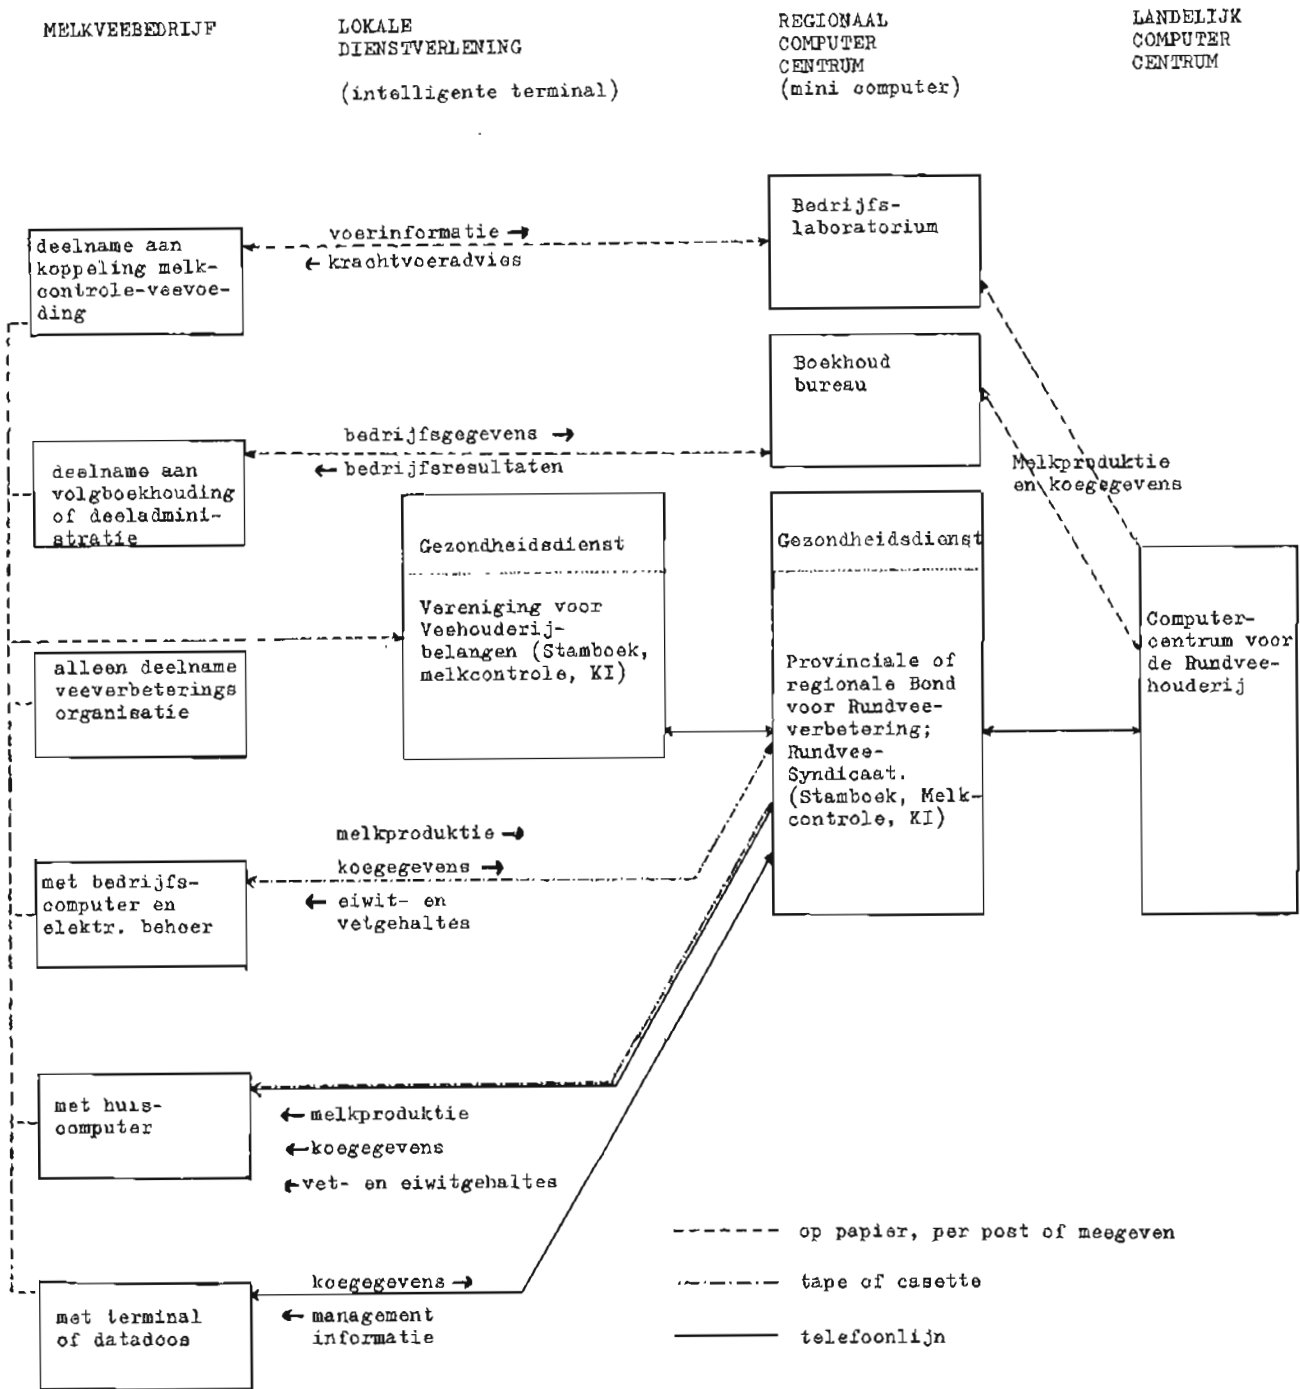 MELKVEEBEDRIJF
LOKALE
DIENSTVERLENING
(intelligente terminal)
REGIONAAL
COMPUTER
CENTRUM
(mini computer)
LANDELIJK
COMPUTER
CENTRUM
deelname aan
koppeling melk-
controle-veevoe-
ding
voerinformatie →
← krachtvoeradvies
Bedrijfs-
laboratorium
Boekhoud
bureau
deelname aan
volgboekhouding
of deeladmini-
stratie
bedrijfsgegevens →
← bedrijfsresultaten
Melkproduktie
en koegegevens
Gezondheidsdienst
Vereniging voor
Veehouderij-
belangen (Stamboek,
melkcontrole, KI)
Gezondheidsdienst
Provinciale of
regionale Bond
voor Rundvee-
verbetering;
Rundvee-
Syndicaat.
(Stamboek, Melk-
controle, KI)
Computer-
centrum voor
de Rundvee-
houderij
alleen deelname
veeverbeterings
organisatie
met bedrijfs-
computer en
elektr. beheer
melkproduktie →
koegegevens →
← eiwit- en
vetgehaltes
met huis-
computer
← melkproduktie
← koegegevens
← vet- en eiwitgehaltes
met terminal
of datadoos
koegegevens →
← management
informatie
op papier, per post of meegeven
tape of casette
telefoonlijn